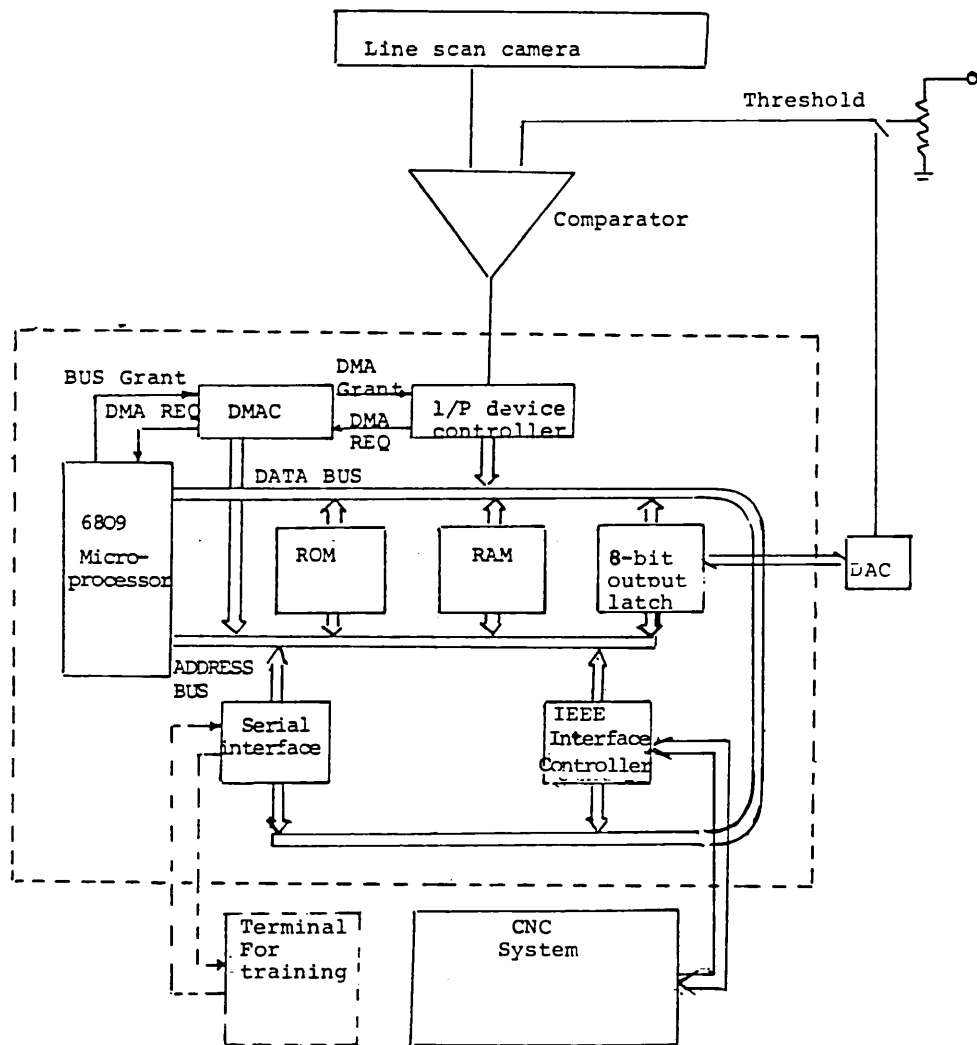 Line scan camera
Threshold
Comparator
BUS Grant
DMA REQ
DMAC
DMA
Grant
DMA
REQ
1/P device
controller
DATA BUS
6809
Micro-
processor
ROM
RAM
8-bit
output
latch
DAC
ADDRESS
BUS
Serial
interface
IEEE
Interface
Controller
Terminal
For
training
CNC
System